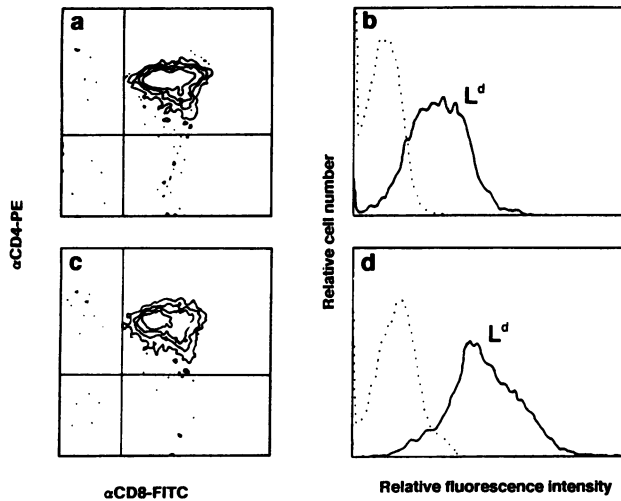 a
b
L^d
c
d
L^d
αCD4-PE
Relative cell number
αCD8-FITC
Relative fluorescence intensity